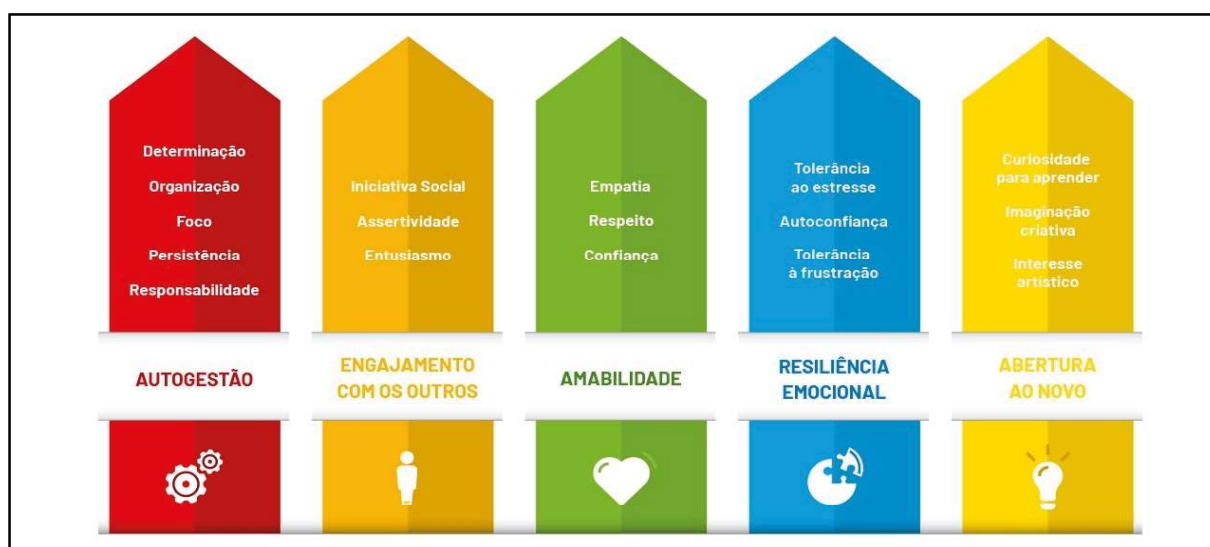 Determinação
Organização
Foco
Persistência
Responsabilidade
AUTOGESTÃO
Iniciativa Social
Assertividade
Entusiasmo
ENGAJAMENTO
COM OS OUTROS
Empatia
Respeito
Confiança
AMABILIDADE
Tolerância
ao estresse
Autoconfiança
Tolerância
à frustração
RESILIÊNCIA
EMOCIONAL
Curiosidade
para aprender
Imaginação
criativa
Interesse
artístico
ABERTURA
AO NOVO